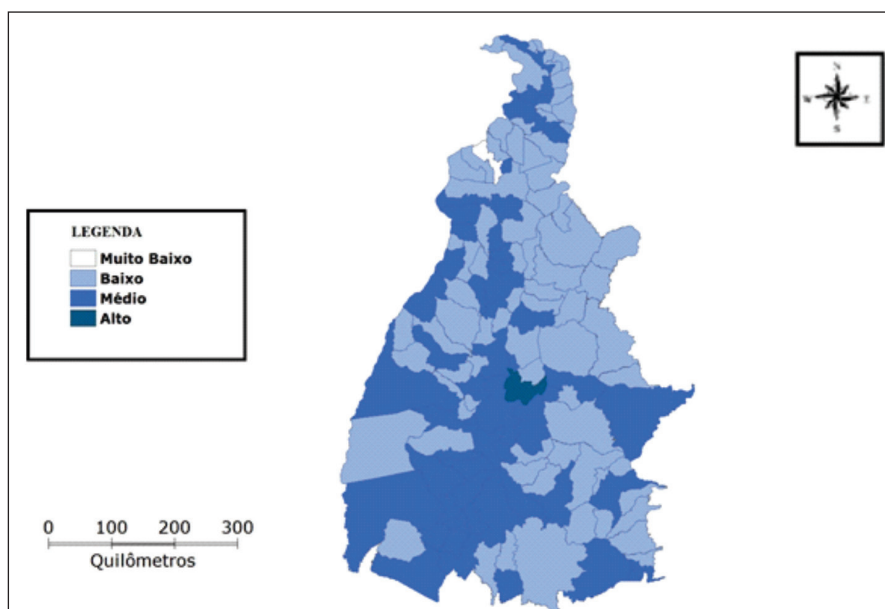 N
W E
S
LEGENDA
Muito Baixo
Baixo
Médio
Alto
0 100 200 300
Quilômetros